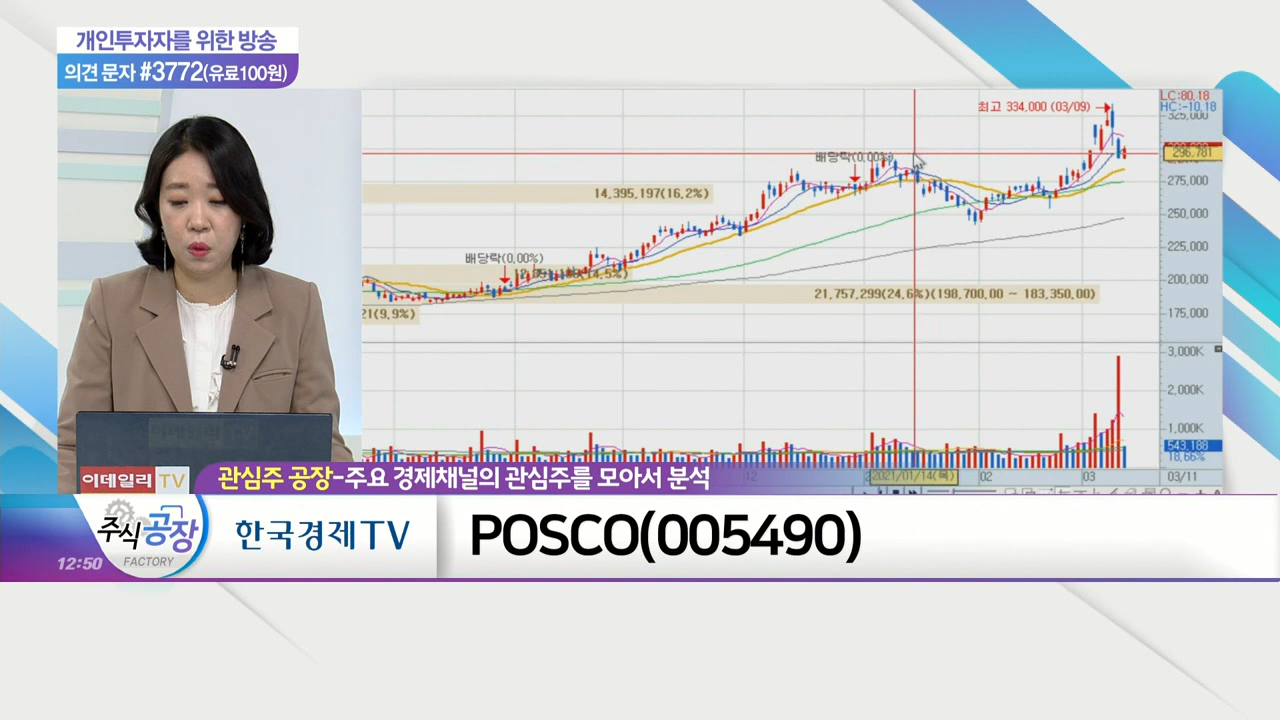 개인투자자를 위한 방송
의견 문자 #3772(유료100원)
LC:80.18
HC:-10.18
최고 334,000 (03/09)
325,000
296,781
배당락(0.00%)
275,000
14,395,197(16.2%)
250,000
225,000
배당락(0.00%)
200,000
21,757,299(24.6%)(198,700.00 ~ 183,350.00)
21(9.9%)
175,000
3,000K
2,000K
1,000K
543,188
18.66%
12
2021/01/14(목)
02
03
03/11
이데일리 TV
관심주 공장-주요 경제채널의 관심주를 모아서 분석
주식공장
FACTORY
12:50
한국경제TV
POSCO(005490)